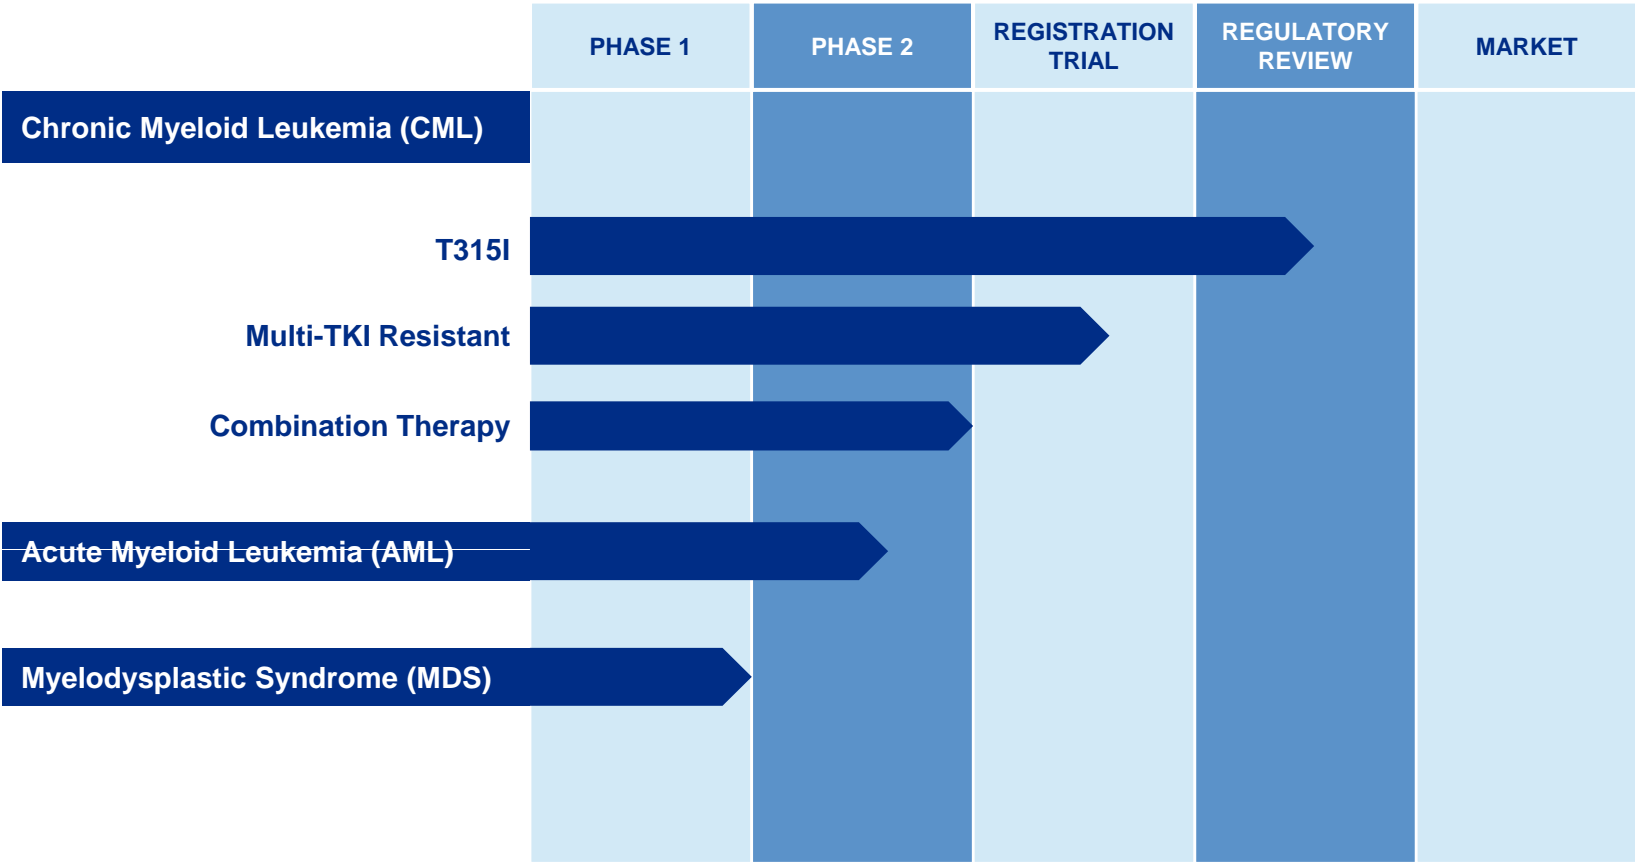 PHASE 1
PHASE 2
REGISTRATION
TRIAL
REGULATORY
REVIEW
MARKET
Chronic Myeloid Leukemia (CML)
T315I
Multi-TKI Resistant
Combination Therapy
Acute Myeloid Leukemia (AML)
Myelodysplastic Syndrome (MDS)